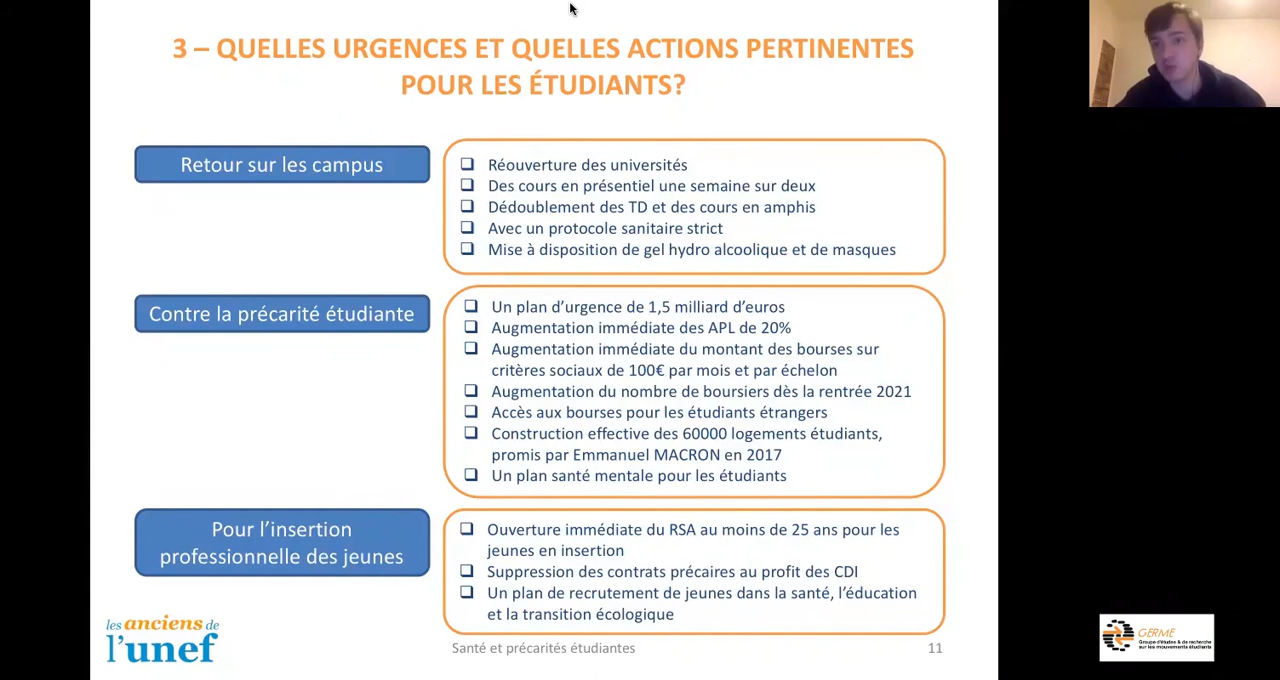 3 – QUELLES URGENCES ET QUELLES ACTIONS PERTINENTES
POUR LES ÉTUDIANTS?
Retour sur les campus
Réouverture des universités
Des cours en présentiel une semaine sur deux
Dédoublement des TD et des cours en amphis
Avec un protocole sanitaire strict
Mise à disposition de gel hydro alcoolique et de masques
Contre la précarité étudiante
Un plan d’urgence de 1,5 milliard d’euros
Augmentation immédiate des APL de 20%
Augmentation immédiate du montant des bourses sur
critères sociaux de 100€ par mois et par échelon
Augmentation du nombre de boursiers dès la rentrée 2021
Accès aux bourses pour les étudiants étrangers
Construction effective des 60000 logements étudiants,
promis par Emmanuel MACRON en 2017
Un plan santé mentale pour les étudiants
Pour l’insertion
professionnelle des jeunes
Ouverture immédiate du RSA au moins de 25 ans pour les
jeunes en insertion
Suppression des contrats précaires au profit des CDI
Un plan de recrutement de jeunes dans la santé, l’éducation
et la transition écologique
les anciens de
l’unef
Santé et précarités étudiantes
11
GERME
Groupe d'études & de recherche
sur les mouvements étudiants